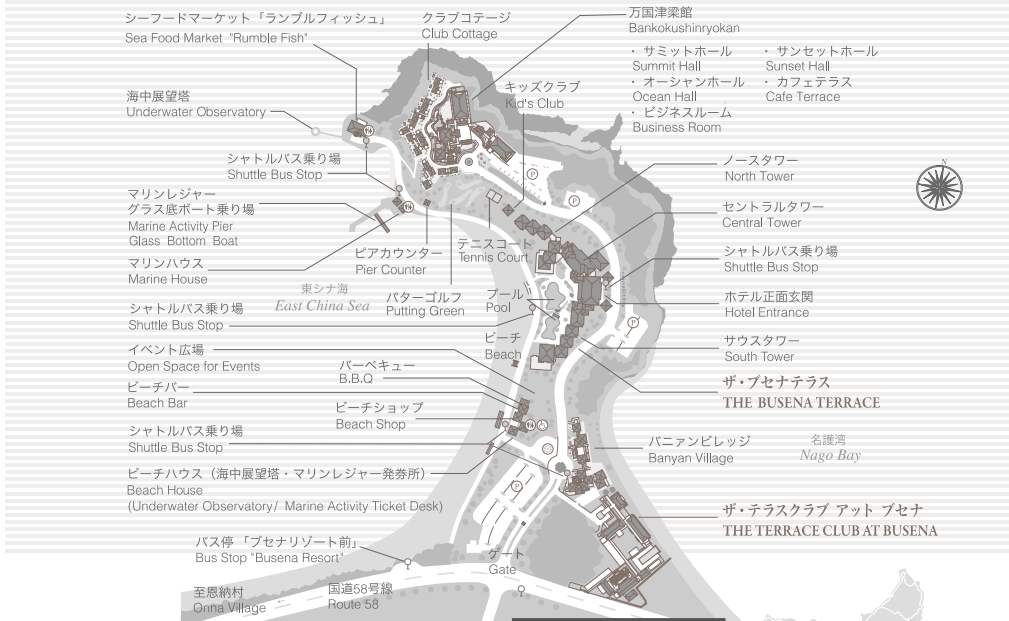 シーフードマーケット「ランブルフィッシュ」
Sea Food Market "Rumble Fish"
クラブコテージ
Club Cottage
万国津梁館
Bankokushinryokan
・ サミットホール
Summit Hall
・ サンセットホール
Sunset Hall
・ オーシャンホール
Ocean Hall
・ カフェテラス
Cafe Terrace
・ ビジネスルーム
Business Room
キッズクラブ
Kid's Club
海中展望塔
Underwater Observatory
シャトルバス乗り場
Shuttle Bus Stop
ノースタワー
North Tower
N
マリンレジャー
グラス底ボート乗り場
Marine Activity Pier
Glass Bottom Boat
セントラルタワー
Central Tower
マリンハウス
Marine House
ピアカウンター
Pier Counter
テニスコート
Tennis Court
シャトルバス乗り場
Shuttle Bus Stop
東シナ海
East China Sea
パターゴルフ
Putting Green
プール
Pool
ホテル正面玄関
Hotel Entrance
シャトルバス乗り場
Shuttle Bus Stop
ビーチ
Beach
サウスタワー
South Tower
イベント広場
Open Space for Events
バーベキュー
B.B.Q
ザ・ブセナテラス
THE BUSENA TERRACE
ビーチバー
Beach Bar
ビーチショップ
Beach Shop
シャトルバス乗り場
Shuttle Bus Stop
バニァンビレッジ
Banyan Village
名護湾
Nago Bay
ビーチハウス（海中展望塔・マリンレジャー発券所）
Beach House
(Underwater Observatory/ Marine Activity Ticket Desk)
ザ・テラスクラブ アット ブセナ
THE TERRACE CLUB AT BUSENA
バス停 「ブセナリゾート前」
Bus Stop "Busena Resort"
ゲート
Gate
至恩納村
Onna Village
国道58号線
Route 58
P
P
P
P